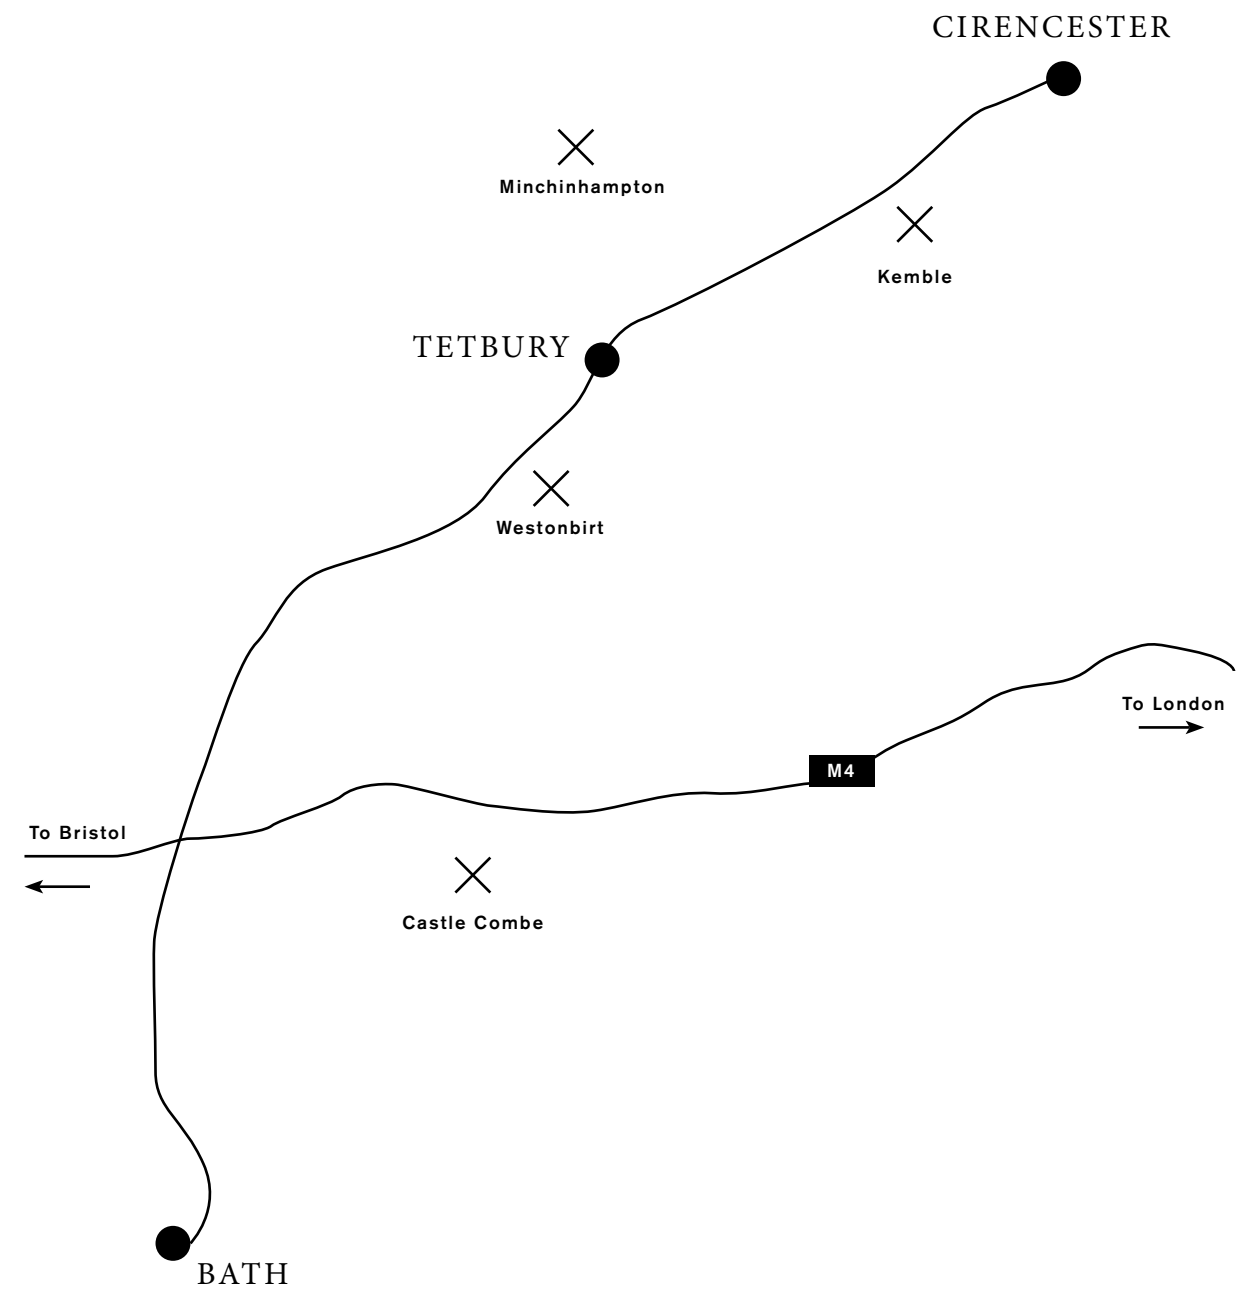 CIRENCESTER
Minchinhampton
Kemble
TETBURY
Westonbirt
To London
M4
To Bristol
Castle Combe
BATH